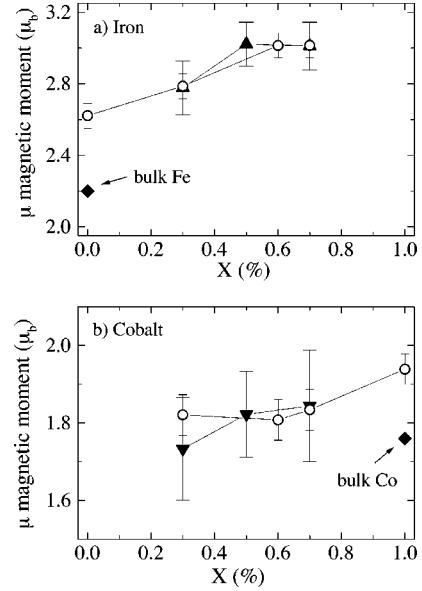 a) Iron
3.2
2.8
2.4
2.0
μ magnetic moment (μb)
bulk Fe
0.0 0.2 0.4 0.6 0.8 1.0
X (%)
b) Cobalt
2.0
1.8
1.6
μ magnetic moment (μb)
bulk Co
0.0 0.2 0.4 0.6 0.8 1.0
X (%)